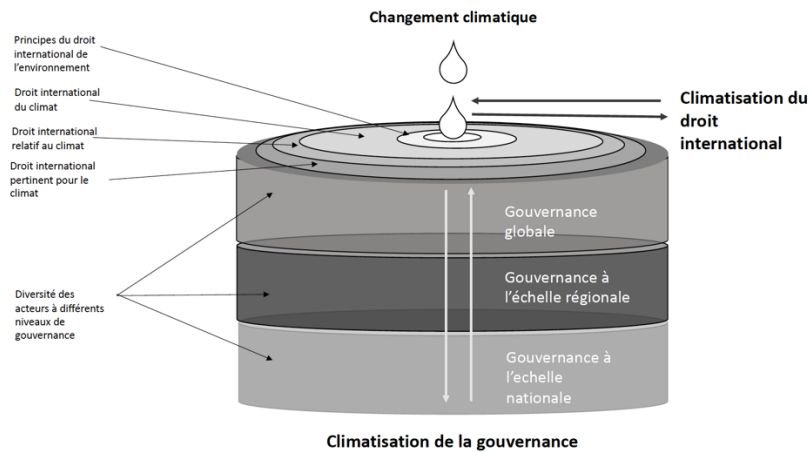 Changement climatique
Principes du droit
international de
l'environnement
Droit international
du climat
Droit international
relatif au climat
Droit international
pertinent pour le
climat
Climatisation du
droit
international
Gouvernance
globale
Gouvernance à
l'échelle régionale
Diversité des
acteurs à différents
niveaux de
gouvernance
Gouvernance à
l'echelle
nationale
Climatisation de la gouvernance